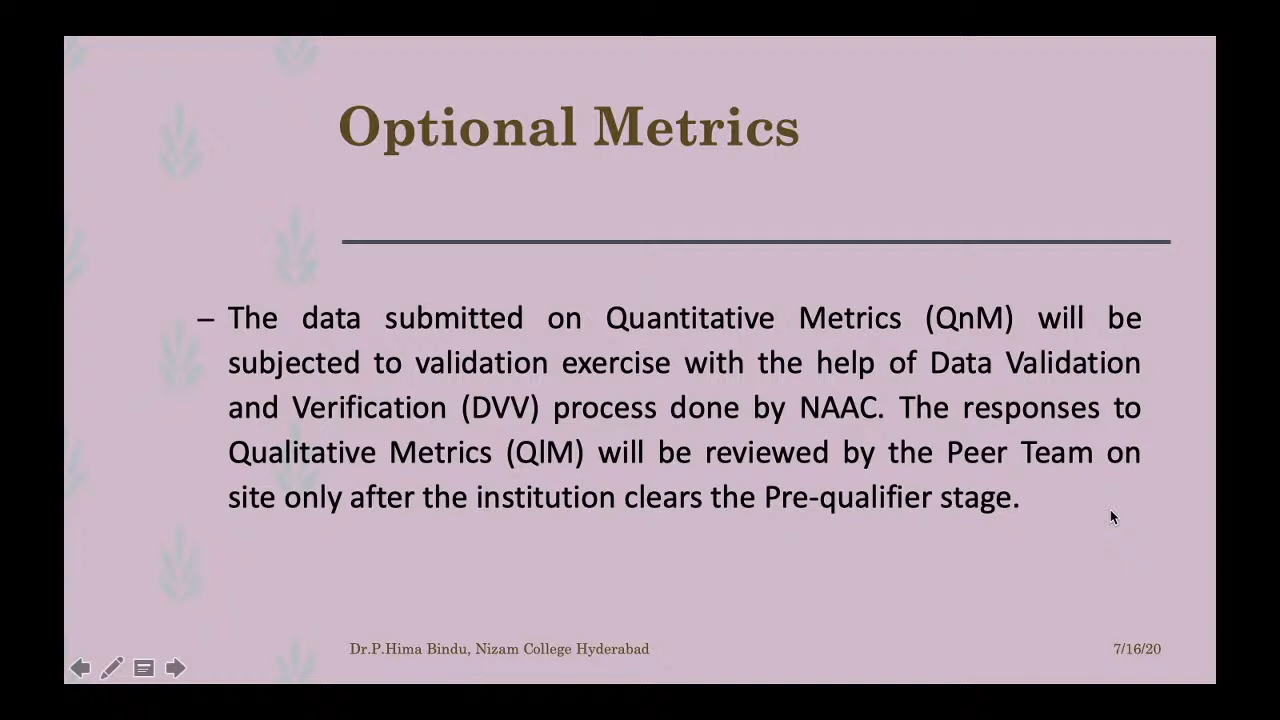 Optional Metrics
– The data submitted on Quantitative Metrics (QnM) will be
subjected to validation exercise with the help of Data Validation
and Verification (DVV) process done by NAAC. The responses to
Qualitative Metrics (QlM) will be reviewed by the Peer Team on
site only after the institution clears the Pre-qualifier stage.
Dr.P.Hima Bindu, Nizam College Hyderabad
7/16/20